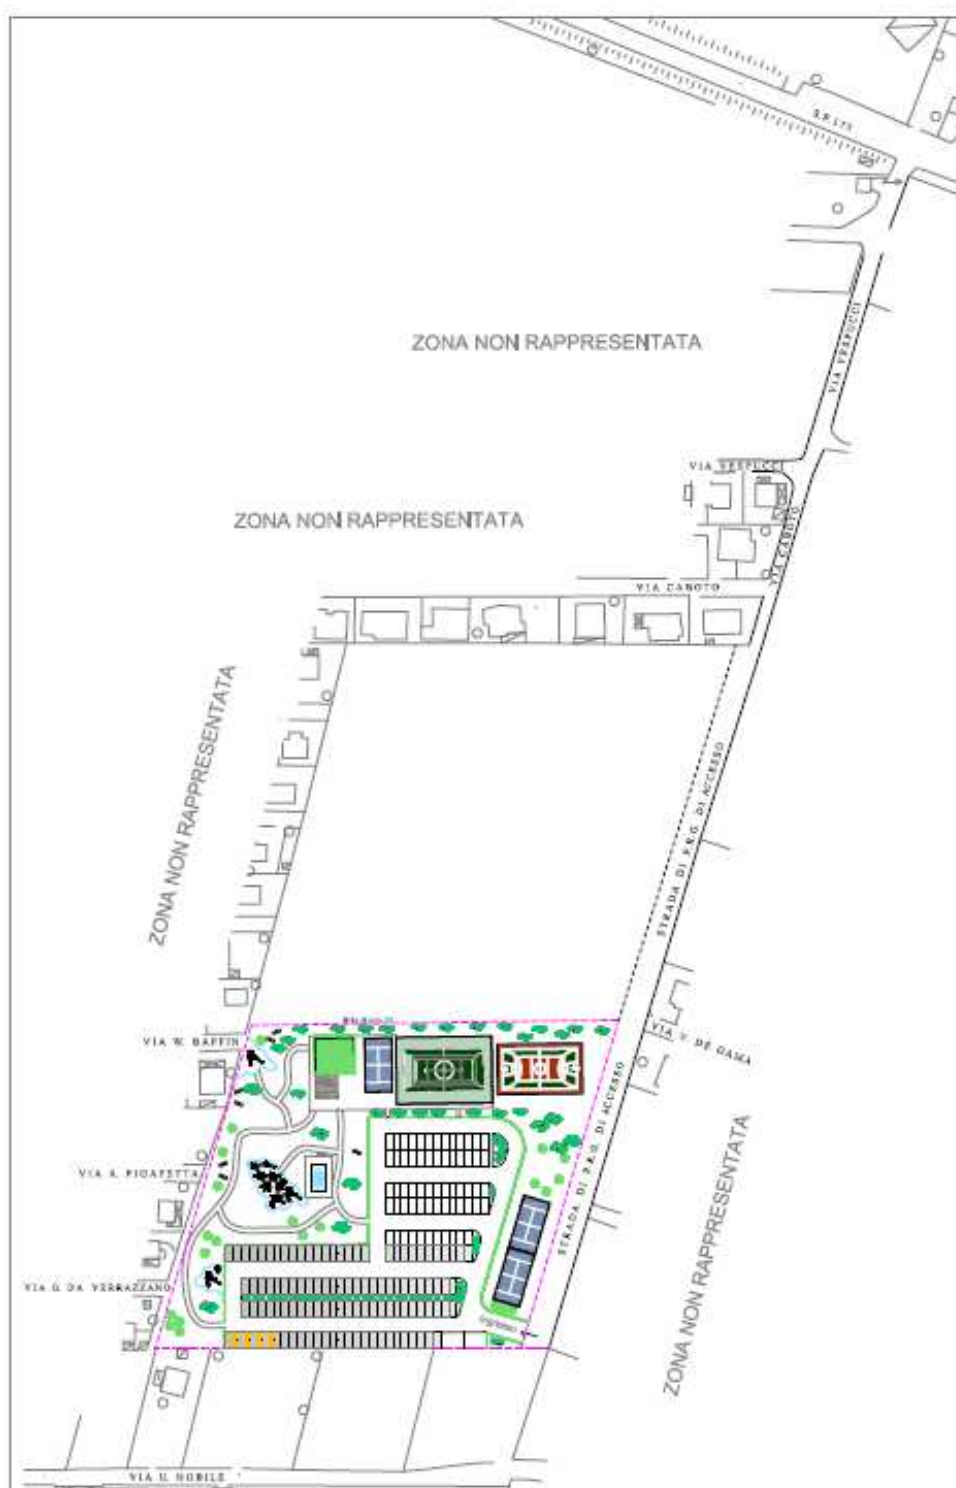 S.P. 175
ZONA NON RAPPRESENTATA
VIA VESPUCCI
VIA VESPUCCI
ZONA NON RAPPRESENTATA
VIA CABOTO
VIA CABOTO
ZONA NON RAPPRESENTATA
STRADA DI P.R.G. DI ACCESSO
VIA W. BAFFIN
VIA V. DE GAMA
STRADA DI P.R.G. DI ACCESSO
VIA A. PIGAFETTA
ZONA NON RAPPRESENTATA
VIA G. DA VERRAZZANO
ingresso
VIA U. NOBILE